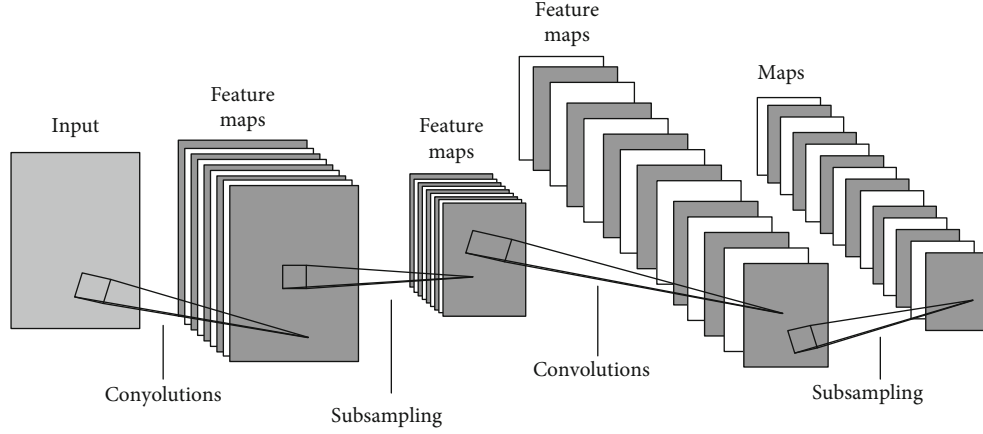 Input
Feature
maps
Feature
maps
Feature
maps
Maps
Conyolutions
Subsampling
Convolutions
Subsampling